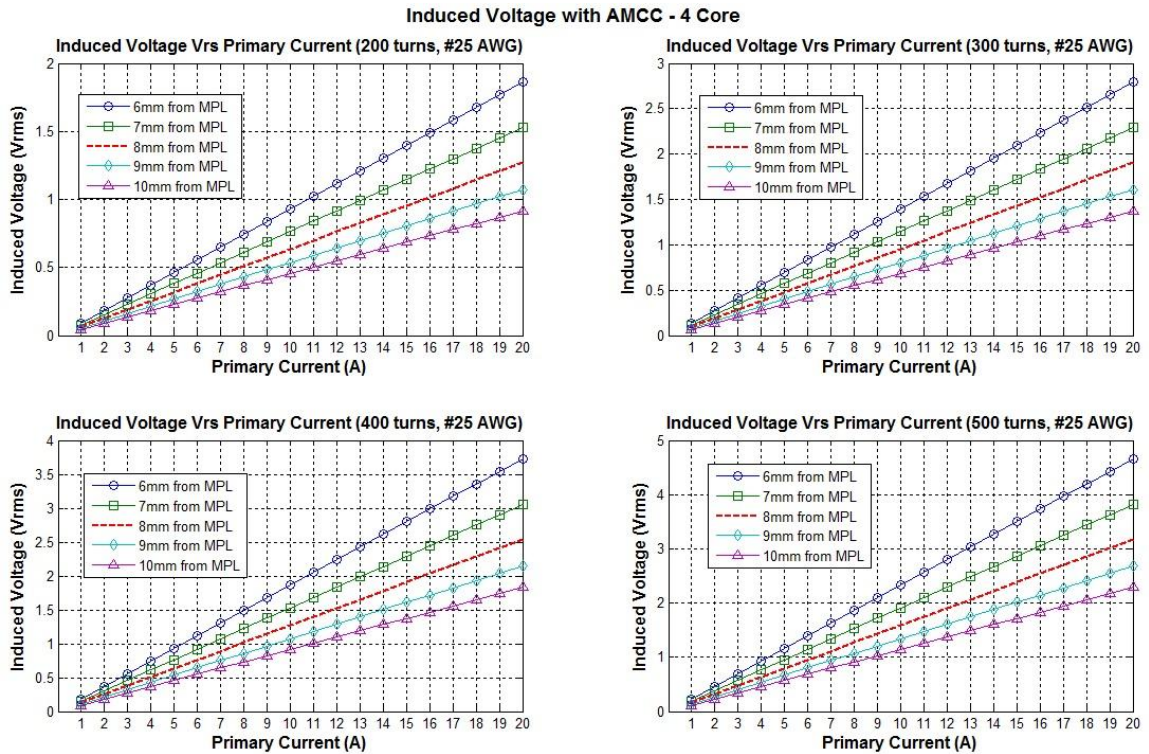 Induced Voltage with AMCC - 4 Core
Induced Voltage Vrs Primary Current (200 turns, #25 AWG)
2
1.5
1
0.5
0
Induced Voltage (Vrms)
6mm from MPL
7mm from MPL
8mm from MPL
9mm from MPL
10mm from MPL
1 2 3 4 5 6 7 8 9 10 11 12 13 14 15 16 17 18 19 20
Primary Current (A)
Induced Voltage Vrs Primary Current (300 turns, #25 AWG)
3
2.5
2
1.5
1
0.5
0
Induced Voltage (Vrms)
6mm from MPL
7mm from MPL
8mm from MPL
9mm from MPL
10mm from MPL
1 2 3 4 5 6 7 8 9 10 11 12 13 14 15 16 17 18 19 20
Primary Current (A)
Induced Voltage Vrs Primary Current (400 turns, #25 AWG)
4
3.5
3
2.5
2
1.5
1
0.5
0
Induced Voltage (Vrms)
6mm from MPL
7mm from MPL
8mm from MPL
9mm from MPL
10mm from MPL
1 2 3 4 5 6 7 8 9 10 11 12 13 14 15 16 17 18 19 20
Primary Current (A)
Induced Voltage Vrs Primary Current (500 turns, #25 AWG)
5
4
3
2
1
0
Induced Voltage (Vrms)
6mm from MPL
7mm from MPL
8mm from MPL
9mm from MPL
10mm from MPL
1 2 3 4 5 6 7 8 9 10 11 12 13 14 15 16 17 18 19 20
Primary Current (A)